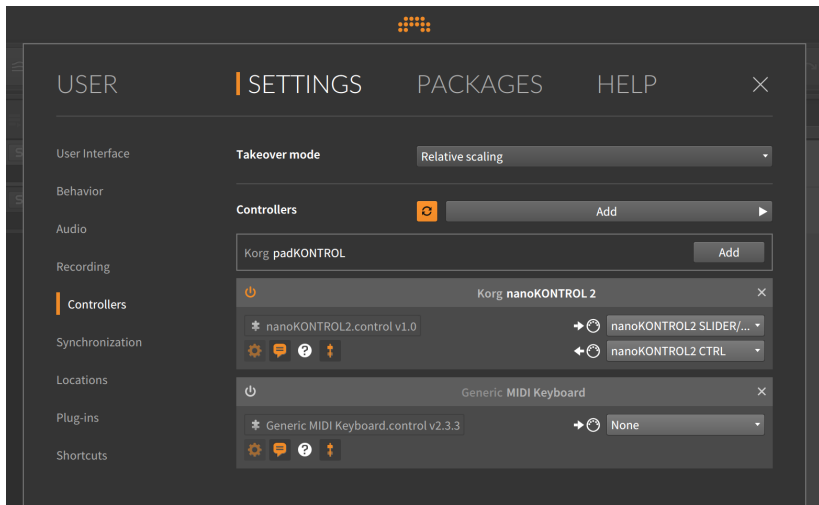 USER
SETTINGS
PACKAGES
HELP
User Interface
Behavior
Audio
Recording
Controllers
Synchronization
Locations
Plug-ins
Shortcuts
Takeover mode
Relative scaling
Controllers
Add
Korg padKONTROL
Add
Korg nanoKONTROL 2
nanoKONTROL2.control v1.0
nanoKONTROL2 SLIDER/...
nanoKONTROL2 CTRL
Generic MIDI Keyboard
Generic MIDI Keyboard.control v2.3.3
None